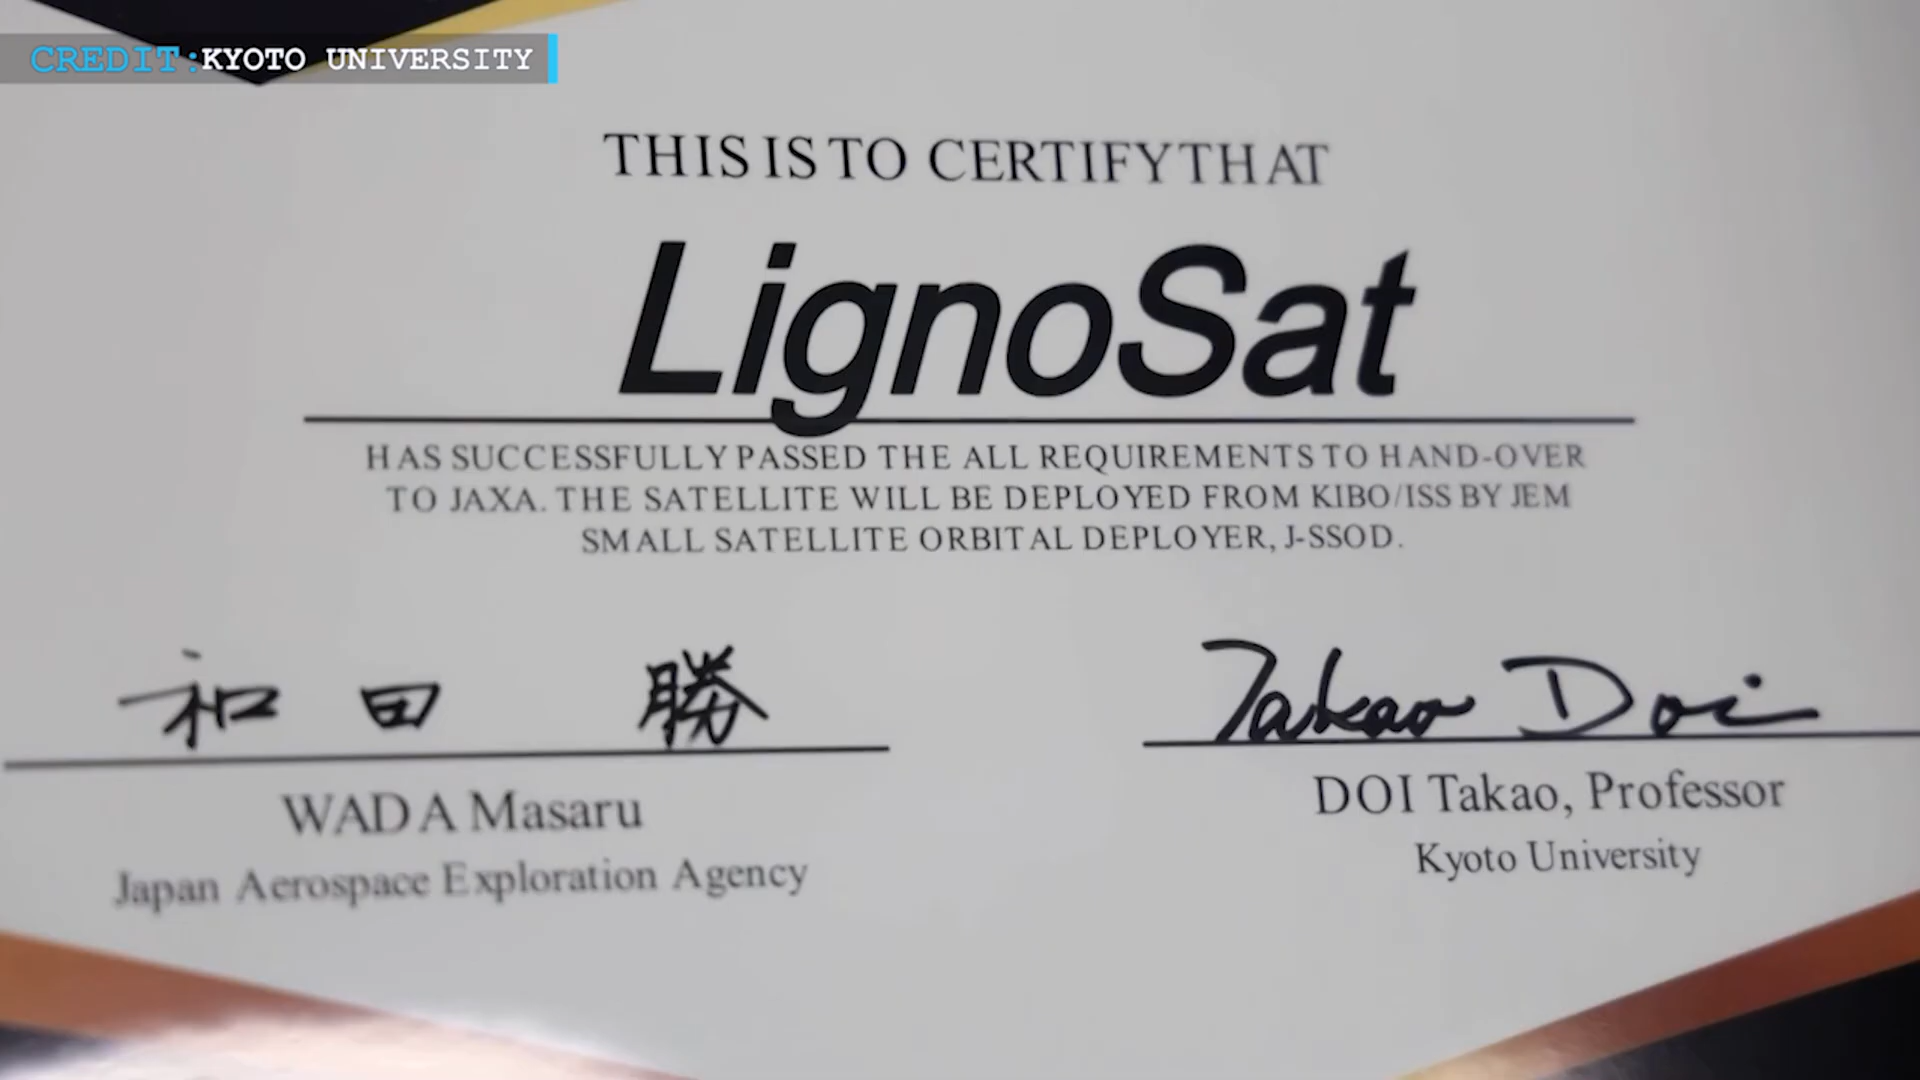 CREDIT:KYOTO UNIVERSITY
THIS IS TO CERTIFY THAT
LignoSat
HAS SUCCESSFULLY PASSED THE ALL REQUIREMENTS TO HAND-OVER
TO JAXA. THE SATELLITE WILL BE DEPLOYED FROM KIBO/ISS BY JEM
SMALL SATELLITE ORBITAL DEPLOYER, J-SSOD.
和田 勝
Takao Doi
WADA Masaru
DOI Takao, Professor
Japan Aerospace Exploration Agency
Kyoto University